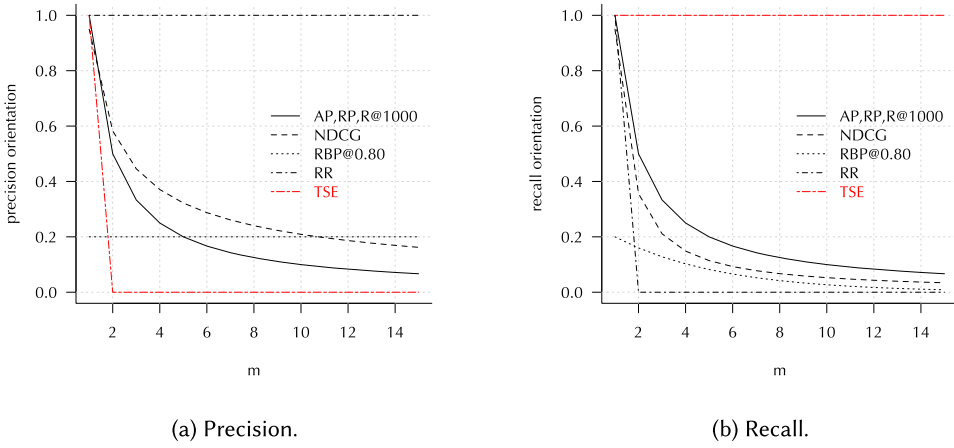 1.0
0.8
0.6
0.4
0.2
0.0
precision orientation
AP,RP,R@1000
NDCG
RBP@0.80
RR
TSE
2 4 6 8 10 12 14
m
(a) Precision.
1.0
0.8
0.6
0.4
0.2
0.0
recall orientation
AP,RP,R@1000
NDCG
RBP@0.80
RR
TSE
2 4 6 8 10 12 14
m
(b) Recall.